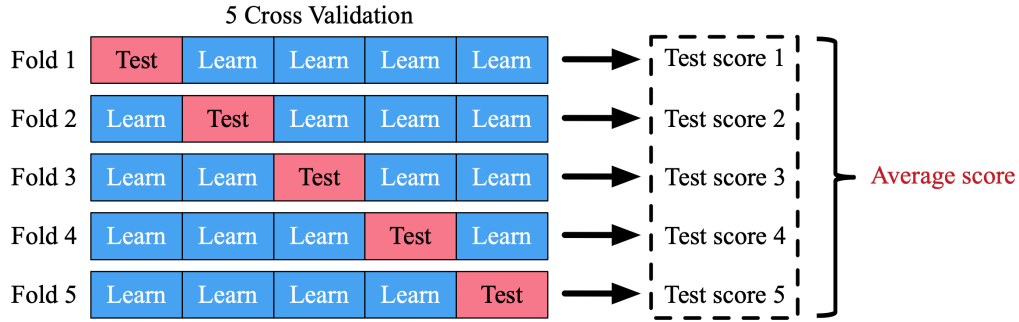 5 Cross Validation
Fold 1 Test Learn Learn Learn Learn Test score 1
Fold 2 Learn Test Learn Learn Learn Test score 2
Fold 3 Learn Learn Test Learn Learn Test score 3 Average score
Fold 4 Learn Learn Learn Test Learn Test score 4
Fold 5 Learn Learn Learn Learn Test Test score 5